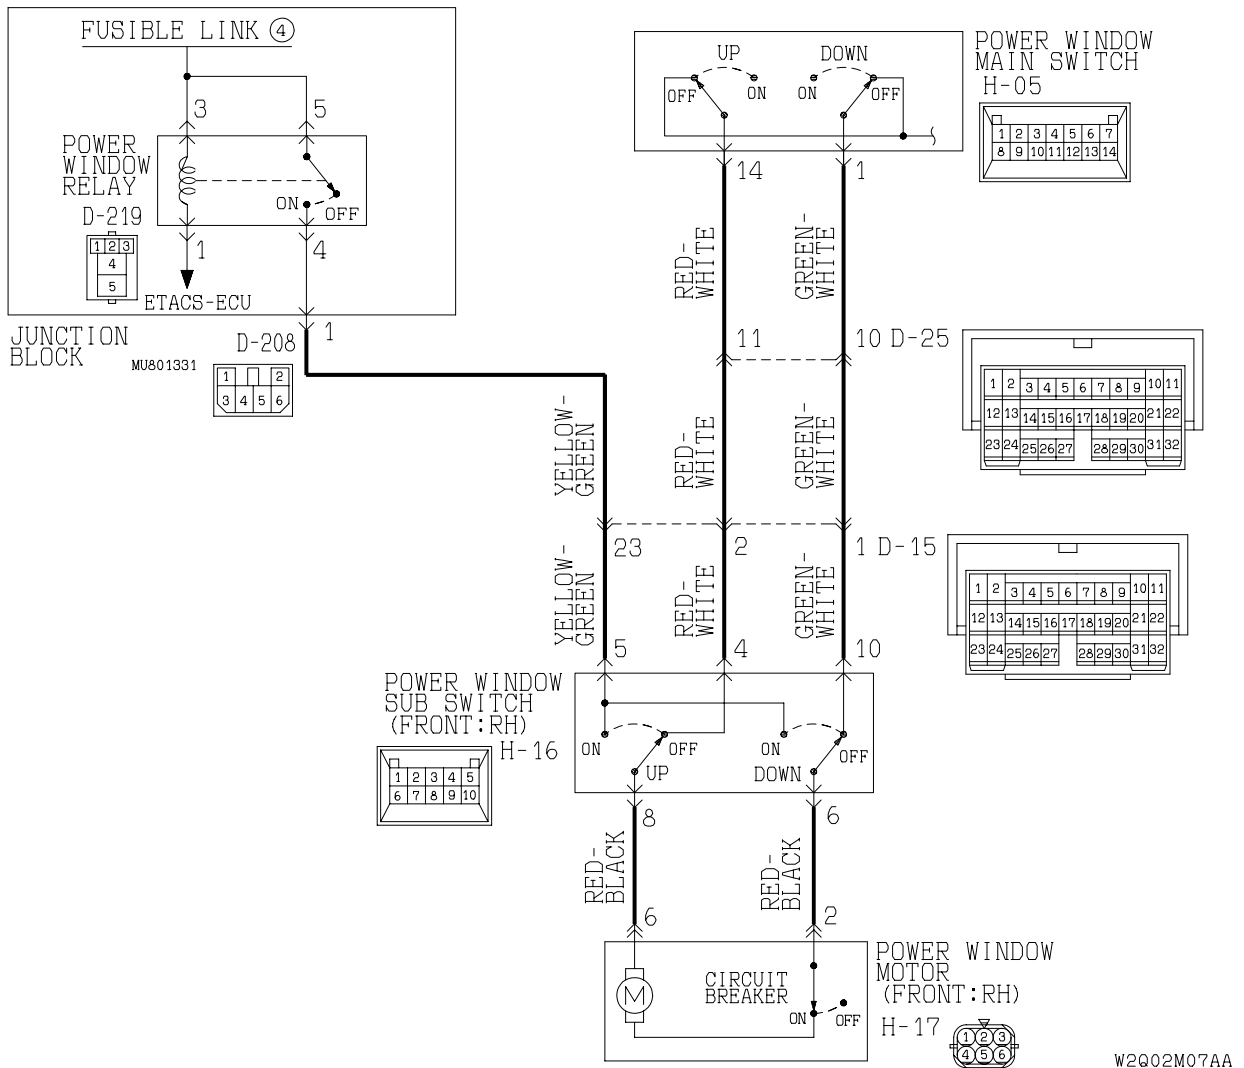 FUSIBLE LINK 4
3
5
POWER
WINDOW
RELAY
ON
OFF
D-219
1 2 3
4
5
1
4
ETACS-ECU
JUNCTION
BLOCK
MU801331
D-208
1
1 2
3 4 5 6
UP
DOWN
OFF
ON
ON
OFF
POWER WINDOW
MAIN SWITCH
H-05
1 2 3 4 5 6 7
8 9 10 11 12 13 14
14
1
RED-
WHITE
GREEN-
WHITE
11
10 D-25
1 2 3 4 5 6 7 8 9 10 11
12 13 14 15 16 17 18 19 20 21 22
23 24 25 26 27 28 29 30 31 32
YELLOW-
GREEN
RED-
WHITE
GREEN-
WHITE
23
2
1 D-15
1 2 3 4 5 6 7 8 9 10 11
12 13 14 15 16 17 18 19 20 21 22
23 24 25 26 27 28 29 30 31 32
YELLOW-
GREEN
RED-
WHITE
GREEN-
WHITE
5
4
10
POWER WINDOW
SUB SWITCH
(FRONT:RH)
H-16
1 2 3 4 5
6 7 8 9 10
ON
OFF
UP
ON
OFF
DOWN
8
6
RED-
BLACK
RED-
BLACK
6
2
POWER WINDOW
MOTOR
(FRONT:RH)
H-17
1 2 3
4 5 6
CIRCUIT
BREAKER
M
ON
OFF
W2Q02M07AA